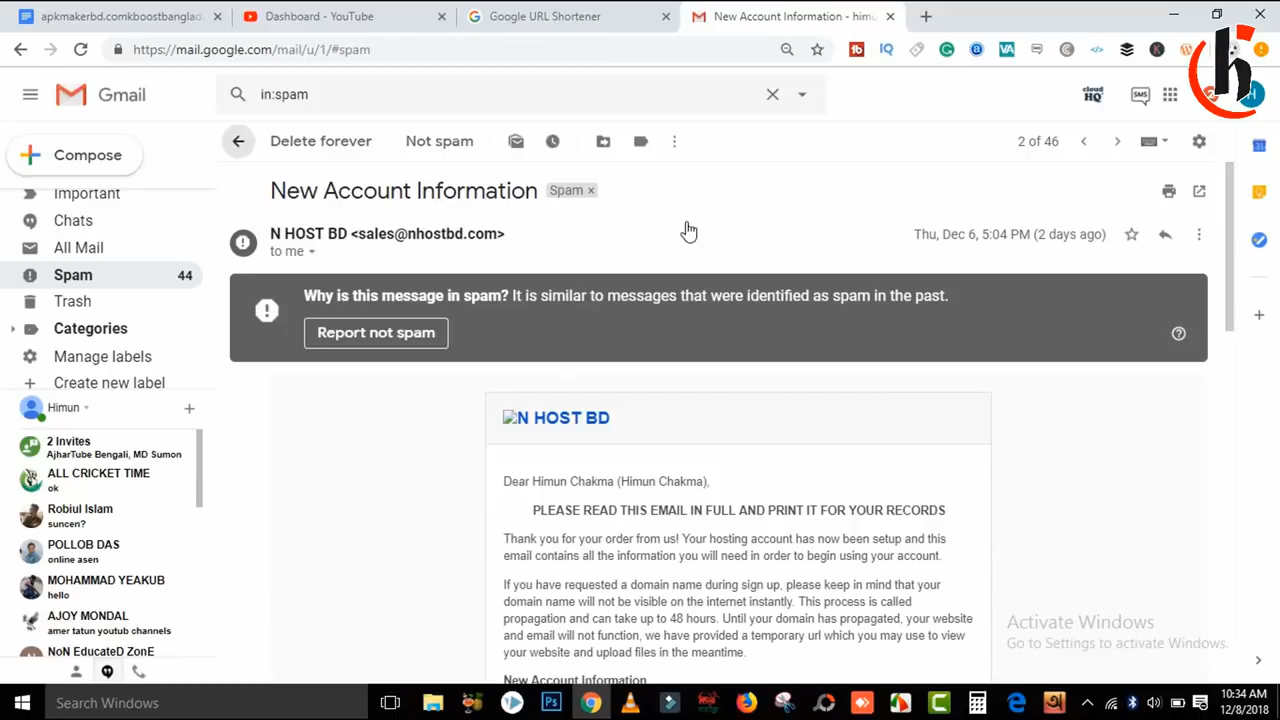 apkmakerbd.comkboostbanglad
Dashboard - YouTube
Google URL Shortener
New Account Information - himu
https://mail.google.com/mail/u/1/#spam
Gmail
in:spam
cloud HQ
SMS
H
Compose
Delete forever
Not spam
2 of 46
Important
Chats
All Mail
Spam 44
Trash
Categories
Manage labels
Create new label
Himun
2 Invites
AjharTube Bengali, MD Sumon
ALL CRICKET TIME
ok
Robiul Islam
suncen?
POLLOB DAS
online asen
MOHAMMAD YEAKUB
hello
AJOY MONDAL
amer tatun youtub channels
NoN EducateD ZonE
New Account Information
Spam ×
N HOST BD <sales@nhostbd.com>
Thu, Dec 6, 5:04 PM (2 days ago)
to me
Why is this message in spam? It is similar to messages that were identified as spam in the past.
Report not spam
N HOST BD
Dear Himun Chakma (Himun Chakma),
PLEASE READ THIS EMAIL IN FULL AND PRINT IT FOR YOUR RECORDS
Thank you for your order from us! Your hosting account has now been setup and this
email contains all the information you will need in order to begin using your account.
If you have requested a domain name during sign up, please keep in mind that your
domain name will not be visible on the internet instantly. This process is called
propagation and can take up to 48 hours. Until your domain has propagated, your website
and email will not function, we have provided a temporary url which you may use to view
your website and upload files in the meantime.
New Account Information
Activate Windows
Go to Settings to activate Windows.
Search Windows
10:34 AM
12/8/2018